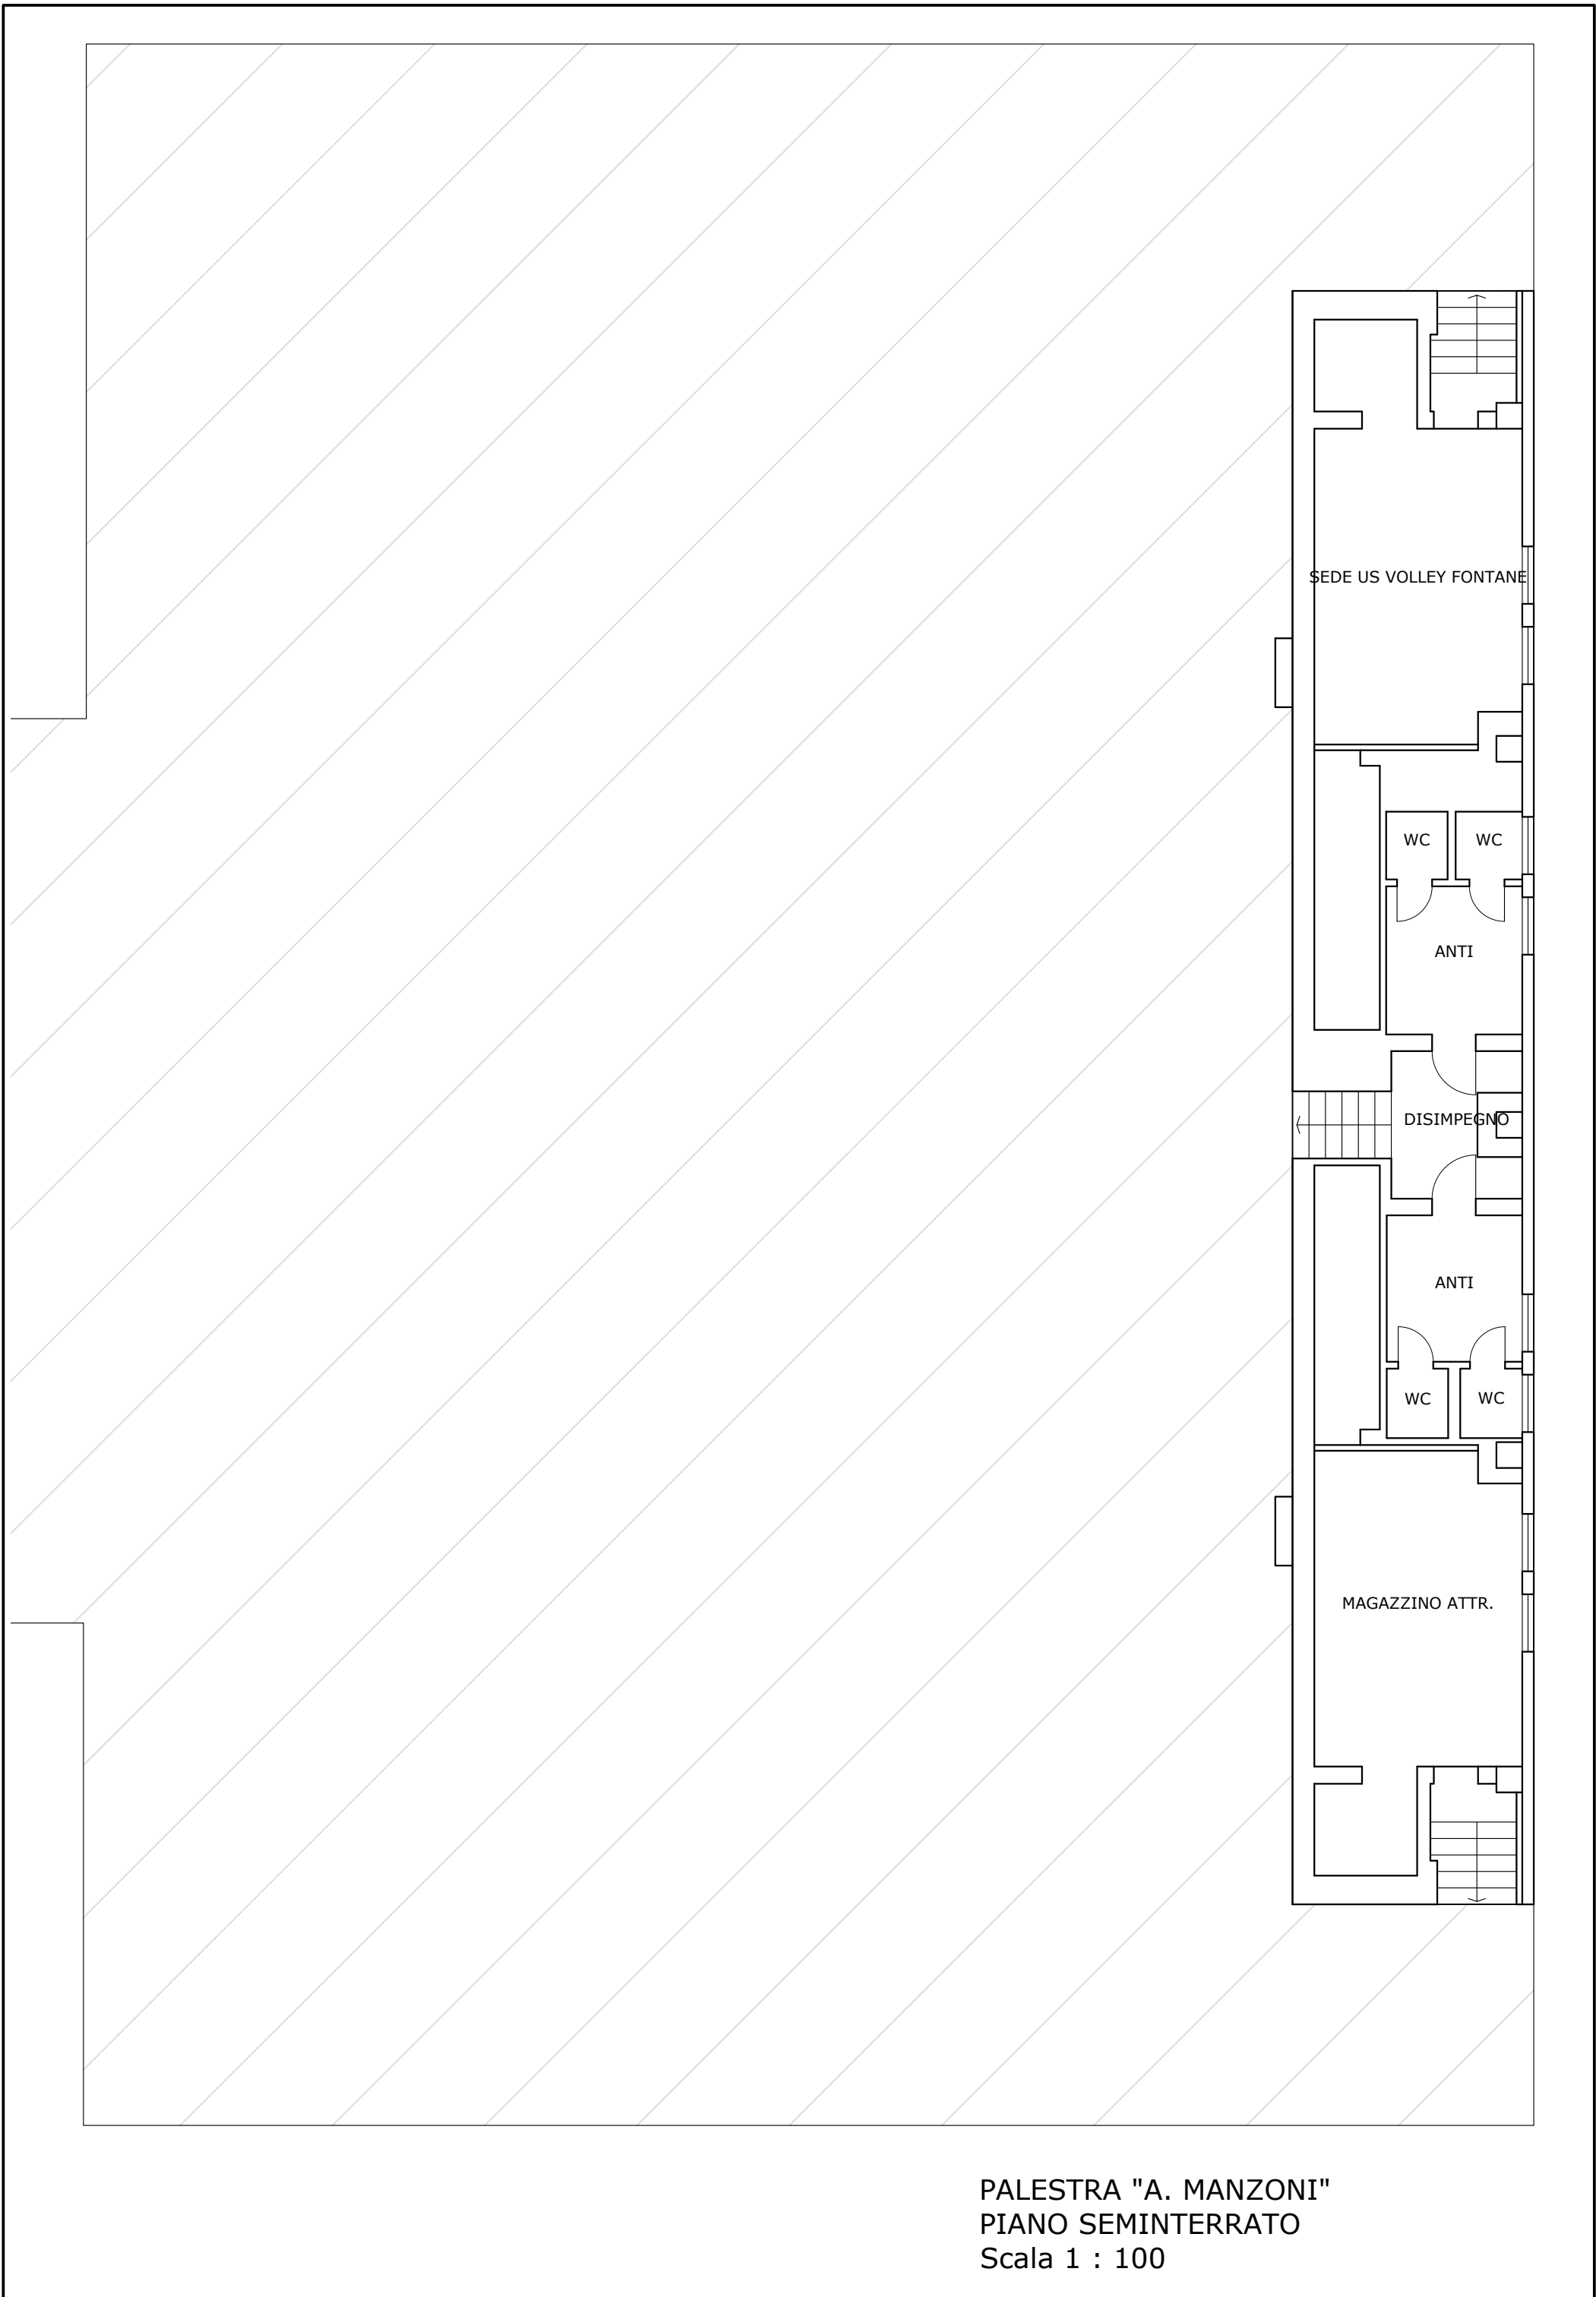 SEDE US VOLLEY FONTANE
WC WC
ANTI
DISIMPEGNO
ANTI
WC WC
MAGAZZINO ATTR.
PALESTRA "A. MANZONI"
PIANO SEMINTERRATO
Scala 1 : 100